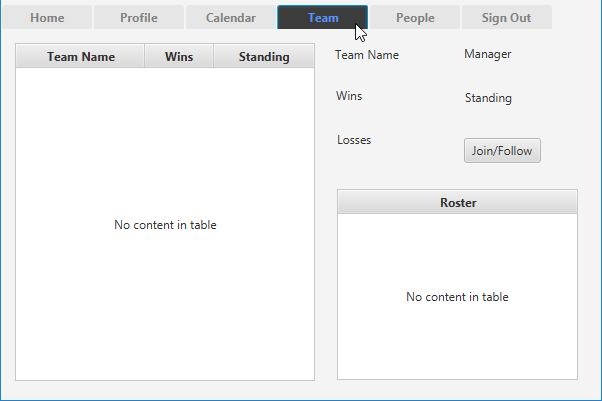 Home Profile Calendar Team People Sign Out
Team Name Wins Standing
No content in table
Team Name Manager
Wins Standing
Losses Join/Follow
Roster
No content in table